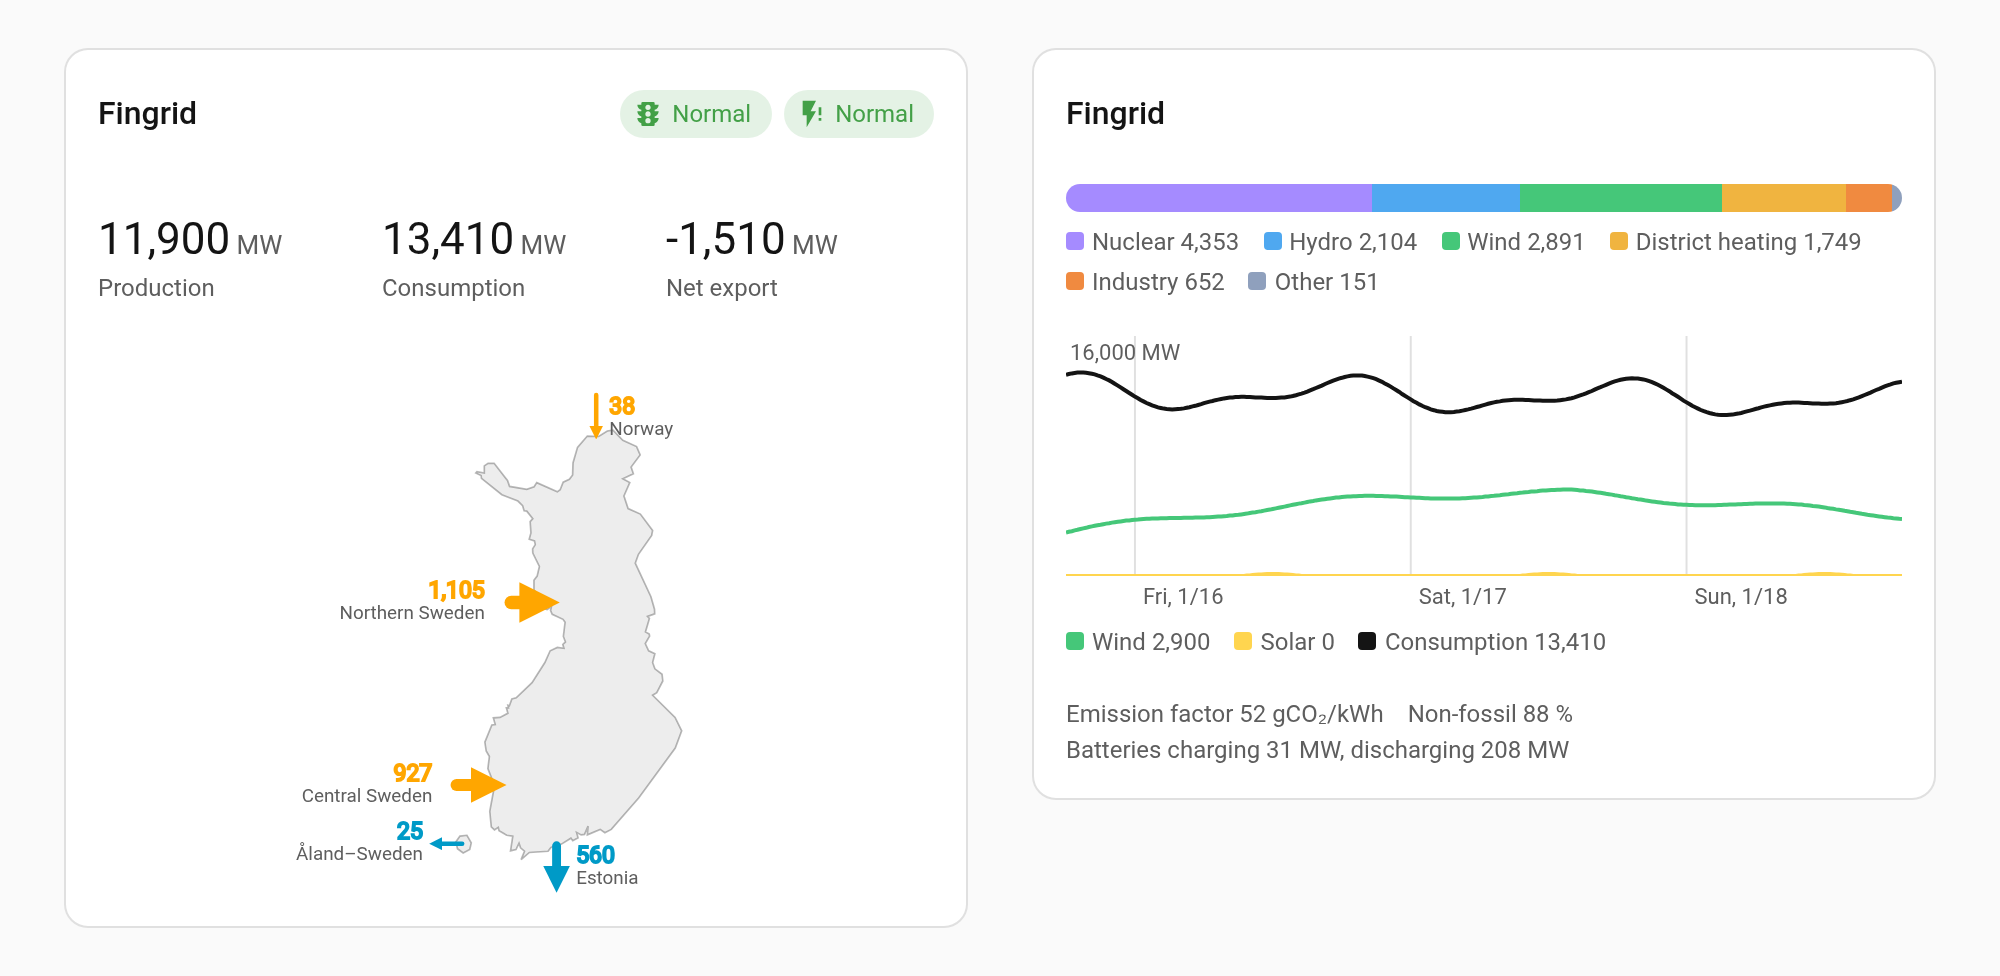 Fingrid
Normal
Normal
11,900 MW
Production
13,410 MW
Consumption
-1,510 MW
Net export
38
Norway
1,105
Northern Sweden
927
Central Sweden
25
Åland–Sweden
560
Estonia
Fingrid
Nuclear 4,353 Hydro 2,104 Wind 2,891 District heating 1,749
Industry 652 Other 151
16,000 MW
Fri, 1/16 Sat, 1/17 Sun, 1/18
Wind 2,900 Solar 0 Consumption 13,410
Emission factor 52 gCO₂/kWh Non-fossil 88 %
Batteries charging 31 MW, discharging 208 MW